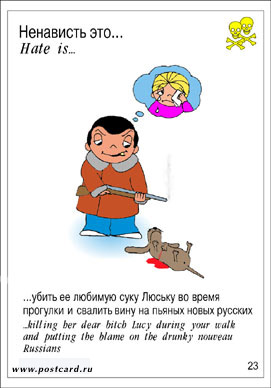 Ненависть это...
Hate is...
...убить ее любимую суку Люську во время
прогулки и свалить вину на пьяных новых русских
...killing her dear bitch Lucy during your walk
and putting the blame on the drunky nouveau
Russians
www.postcard.ru
23